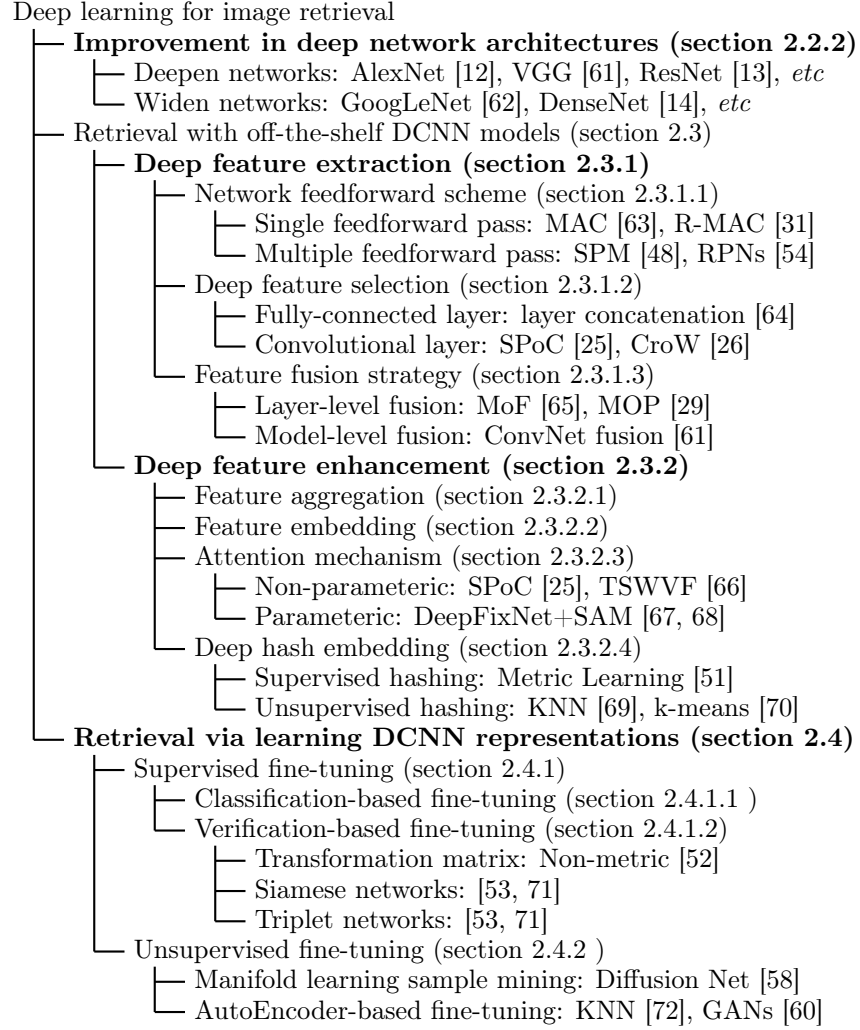 Deep learning for image retrieval
Improvement in deep network architectures (section 2.2.2)
Deepen networks: AlexNet [12], VGG [61], ResNet [13], etc
Widen networks: GoogLeNet [62], DenseNet [14], etc
Retrieval with off-the-shelf DCNN models (section 2.3)
Deep feature extraction (section 2.3.1)
Network feedforward scheme (section 2.3.1.1)
Single feedforward pass: MAC [63], R-MAC [31]
Multiple feedforward pass: SPM [48], RPNs [54]
Deep feature selection (section 2.3.1.2)
Fully-connected layer: layer concatenation [64]
Convolutional layer: SPoC [25], CroW [26]
Feature fusion strategy (section 2.3.1.3)
Layer-level fusion: MoF [65], MOP [29]
Model-level fusion: ConvNet fusion [61]
Deep feature enhancement (section 2.3.2)
Feature aggregation (section 2.3.2.1)
Feature embedding (section 2.3.2.2)
Attention mechanism (section 2.3.2.3)
Non-parameteric: SPoC [25], TSWVF [66]
Parameteric: DeepFixNet+SAM [67, 68]
Deep hash embedding (section 2.3.2.4)
Supervised hashing: Metric Learning [51]
Unsupervised hashing: KNN [69], k-means [70]
Retrieval via learning DCNN representations (section 2.4)
Supervised fine-tuning (section 2.4.1)
Classification-based fine-tuning (section 2.4.1.1 )
Verification-based fine-tuning (section 2.4.1.2)
Transformation matrix: Non-metric [52]
Siamese networks: [53, 71]
Triplet networks: [53, 71]
Unsupervised fine-tuning (section 2.4.2 )
Manifold learning sample mining: Diffusion Net [58]
AutoEncoder-based fine-tuning: KNN [72], GANs [60]